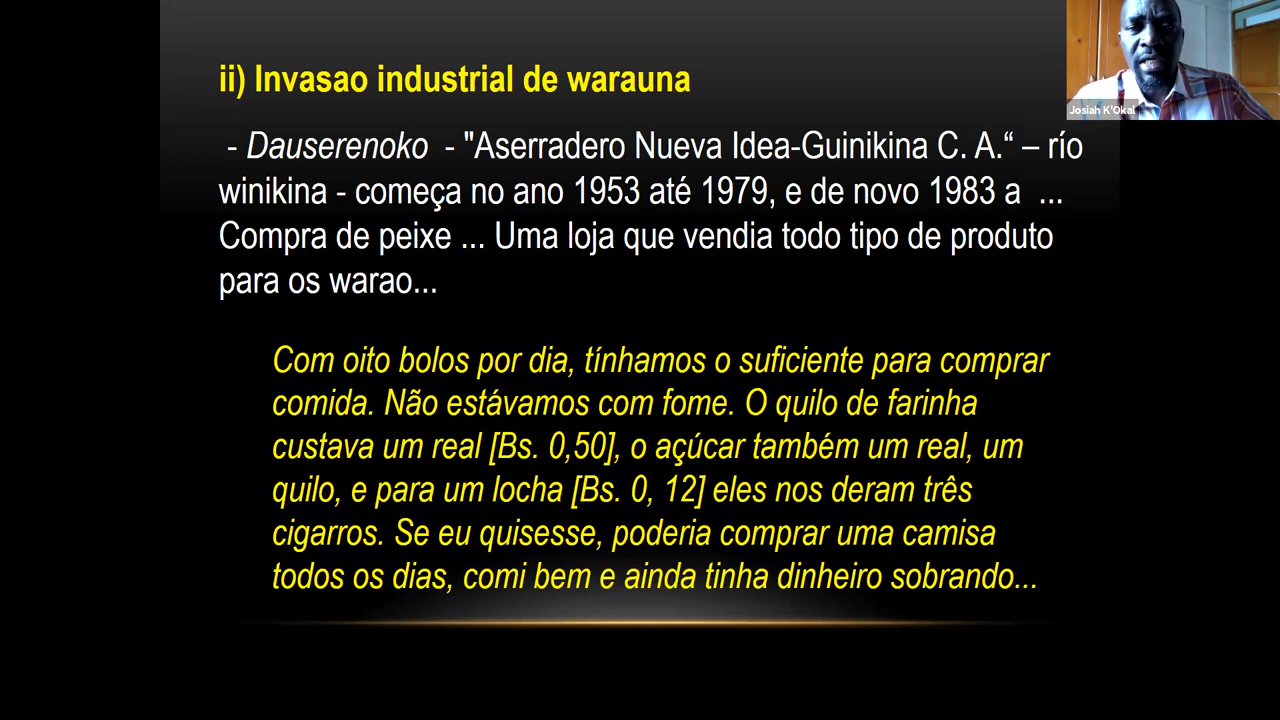 ii) Invasao industrial de warauna
Josiah K'Okal
- Dauserenoko - "Aserradero Nueva Idea-Guinikina C. A.“ – río
winikina - começa no ano 1953 até 1979, e de novo 1983 a ...
Compra de peixe ... Uma loja que vendia todo tipo de produto
para os warao...
Com oito bolos por dia, tínhamos o suficiente para comprar
comida. Não estávamos com fome. O quilo de farinha
custava um real [Bs. 0,50], o açúcar também um real, um
quilo, e para um locha [Bs. 0, 12] eles nos deram três
cigarros. Se eu quisesse, poderia comprar uma camisa
todos os dias, comi bem e ainda tinha dinheiro sobrando...